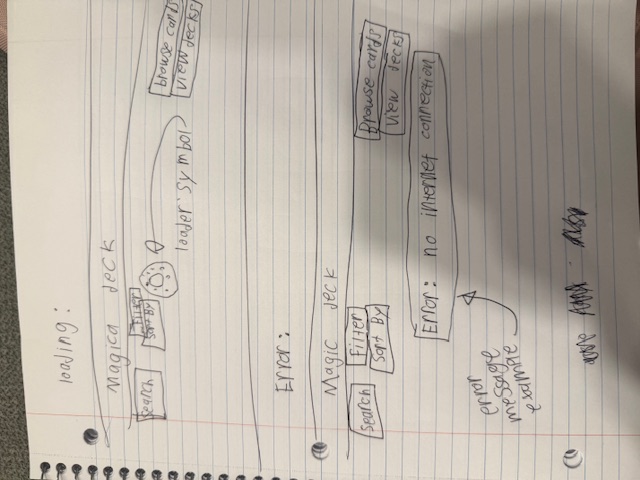 loading:
Magica deck
Search
Filter
Sort By
browse cards
view decks
loader symbol
Error:
Magic deck
Search
Filter
Sort By
Browse cards
View decks
Error: no internet connection
error
message
example